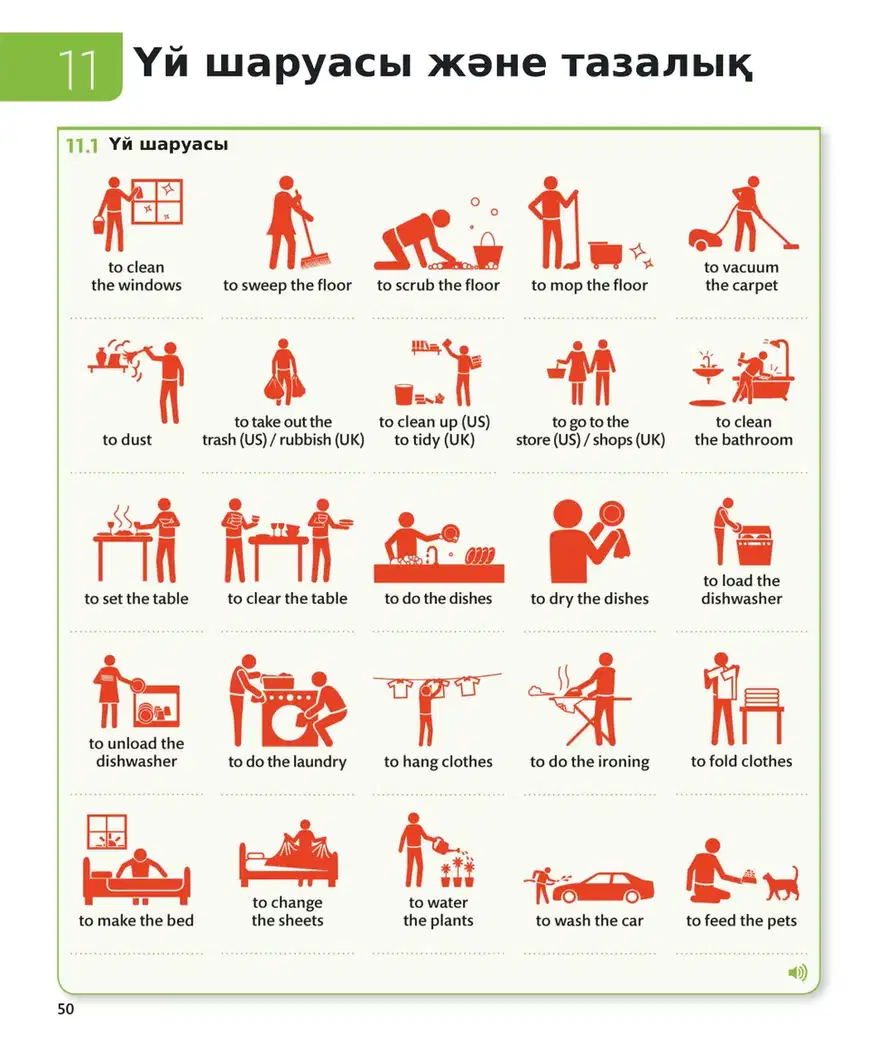 11 Үй шаруасы және тазалық
11.1 Үй шаруасы
to clean
the windows
to sweep the floor
to scrub the floor
to mop the floor
to vacuum
the carpet
to dust
to take out the
trash (US) / rubbish (UK)
to clean up (US)
to tidy (UK)
to go to the
store (US) / shops (UK)
to clean
the bathroom
to set the table
to clear the table
to do the dishes
to dry the dishes
to load the
dishwasher
to unload the
dishwasher
to do the laundry
to hang clothes
to do the ironing
to fold clothes
to make the bed
to change
the sheets
to water
the plants
to wash the car
to feed the pets
50